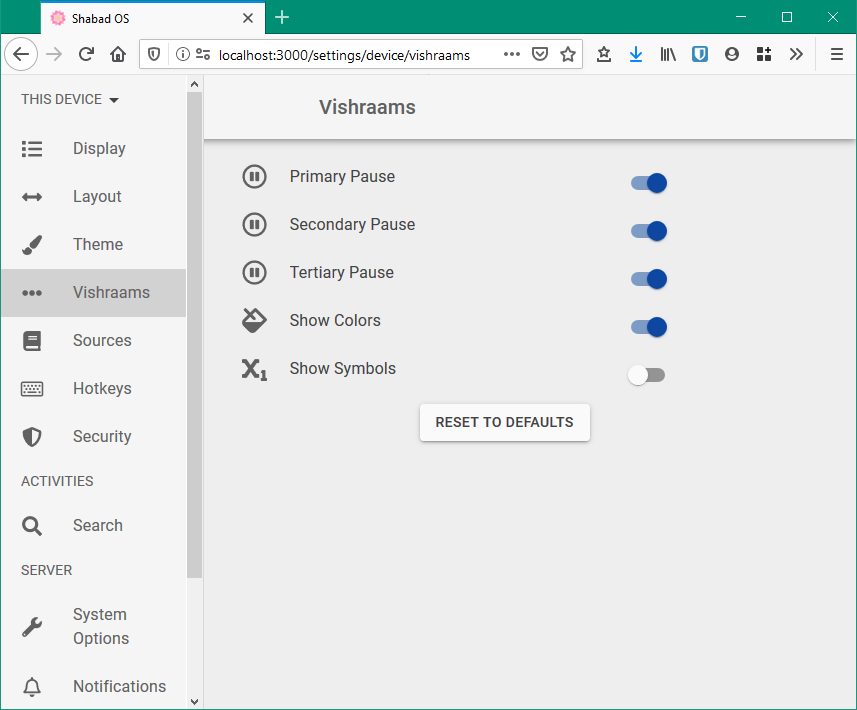 Shabad OS
localhost:3000/settings/device/vishraams
THIS DEVICE
Display
Layout
Theme
Vishraams
Sources
Hotkeys
Security
ACTIVITIES
Search
SERVER
System
Options
Notifications
Vishraams
Primary Pause
Secondary Pause
Tertiary Pause
Show Colors
Show Symbols
RESET TO DEFAULTS